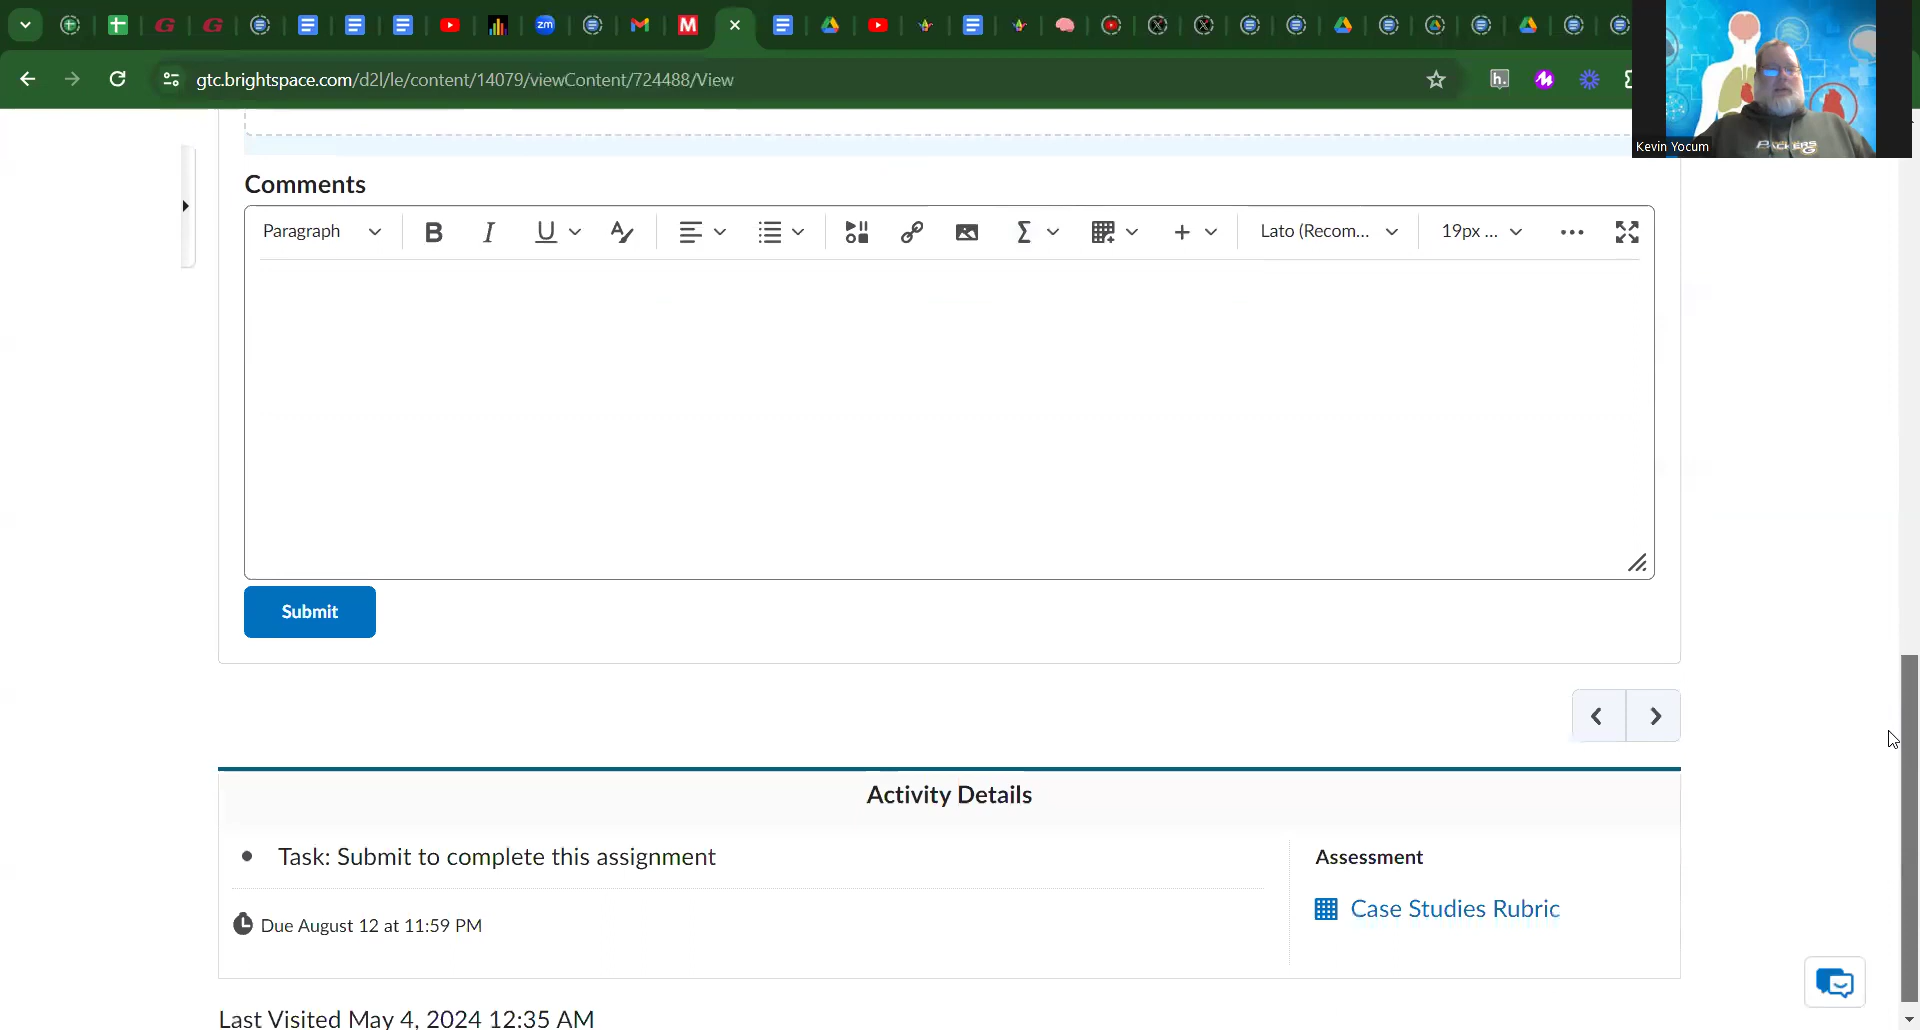 zm
M
gtc.brightspace.com/d2l/le/content/14079/viewContent/724488/View
h.
PACKERS
Kevin Yocum
Comments
Paragraph
B I U A Σ + Lato (Recom... 19px ... ...
Submit
Activity Details
Task: Submit to complete this assignment
Assessment
Case Studies Rubric
Due August 12 at 11:59 PM
Last Visited May 4, 2024 12:35 AM